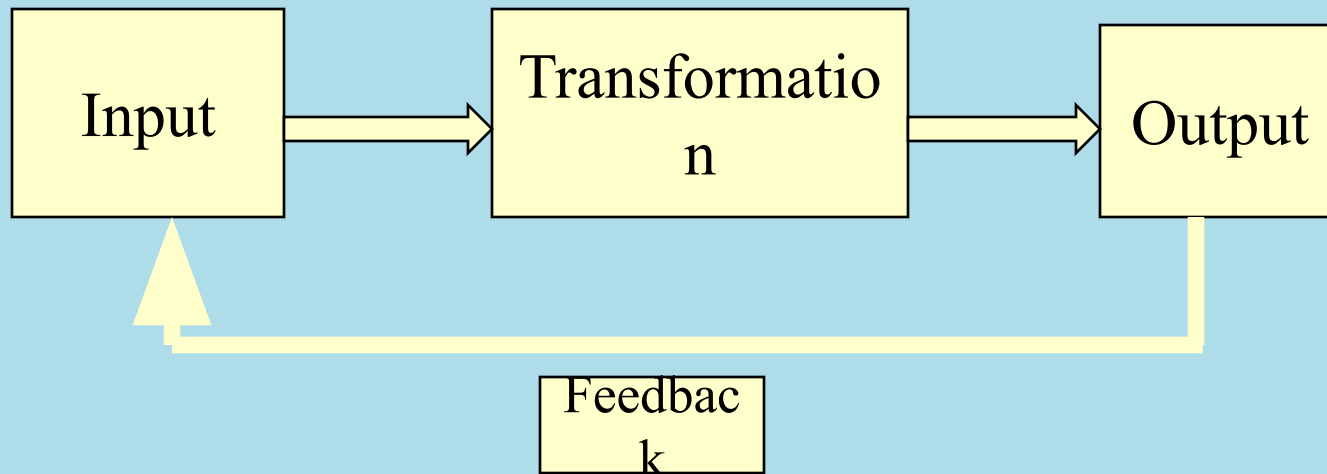 Input
Transformatio
n
Output
Feedbac
k